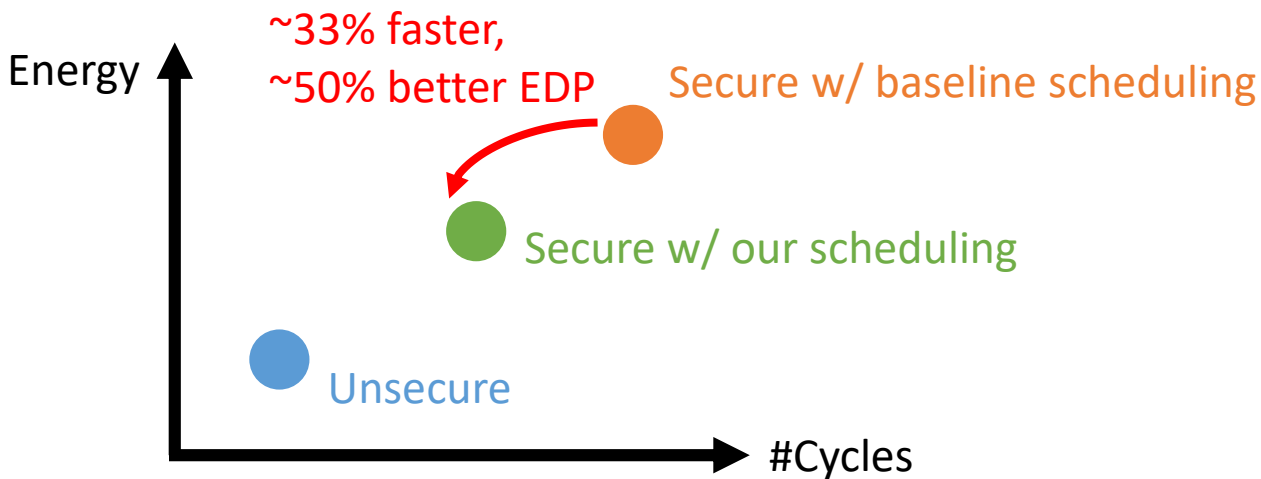 ~33% faster,
~50% better EDP
Energy
Secure w/ baseline scheduling
Secure w/ our scheduling
Unsecure
#Cycles